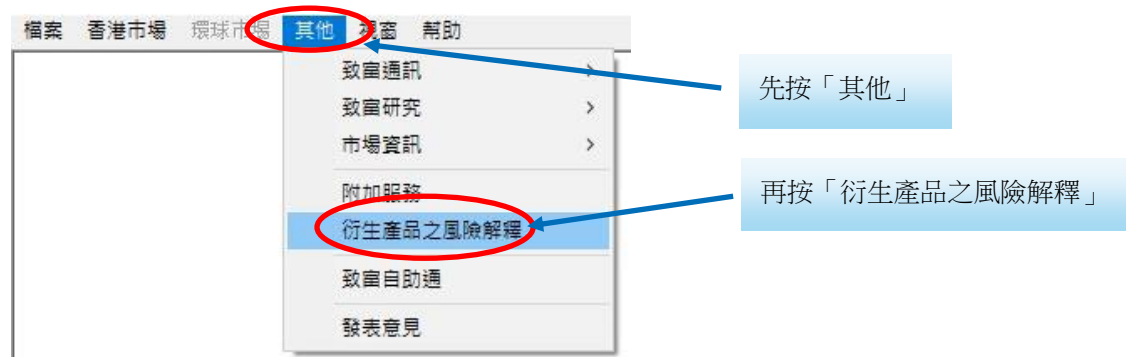 檔案 香港市場 環球市場 其他 視窗 幫助
致富通訊 >
致富研究 >
市場資訊 >
附加服務
衍生產品之風險解釋
致富自助通
發表意見
先按「其他」
再按「衍生產品之風險解釋」